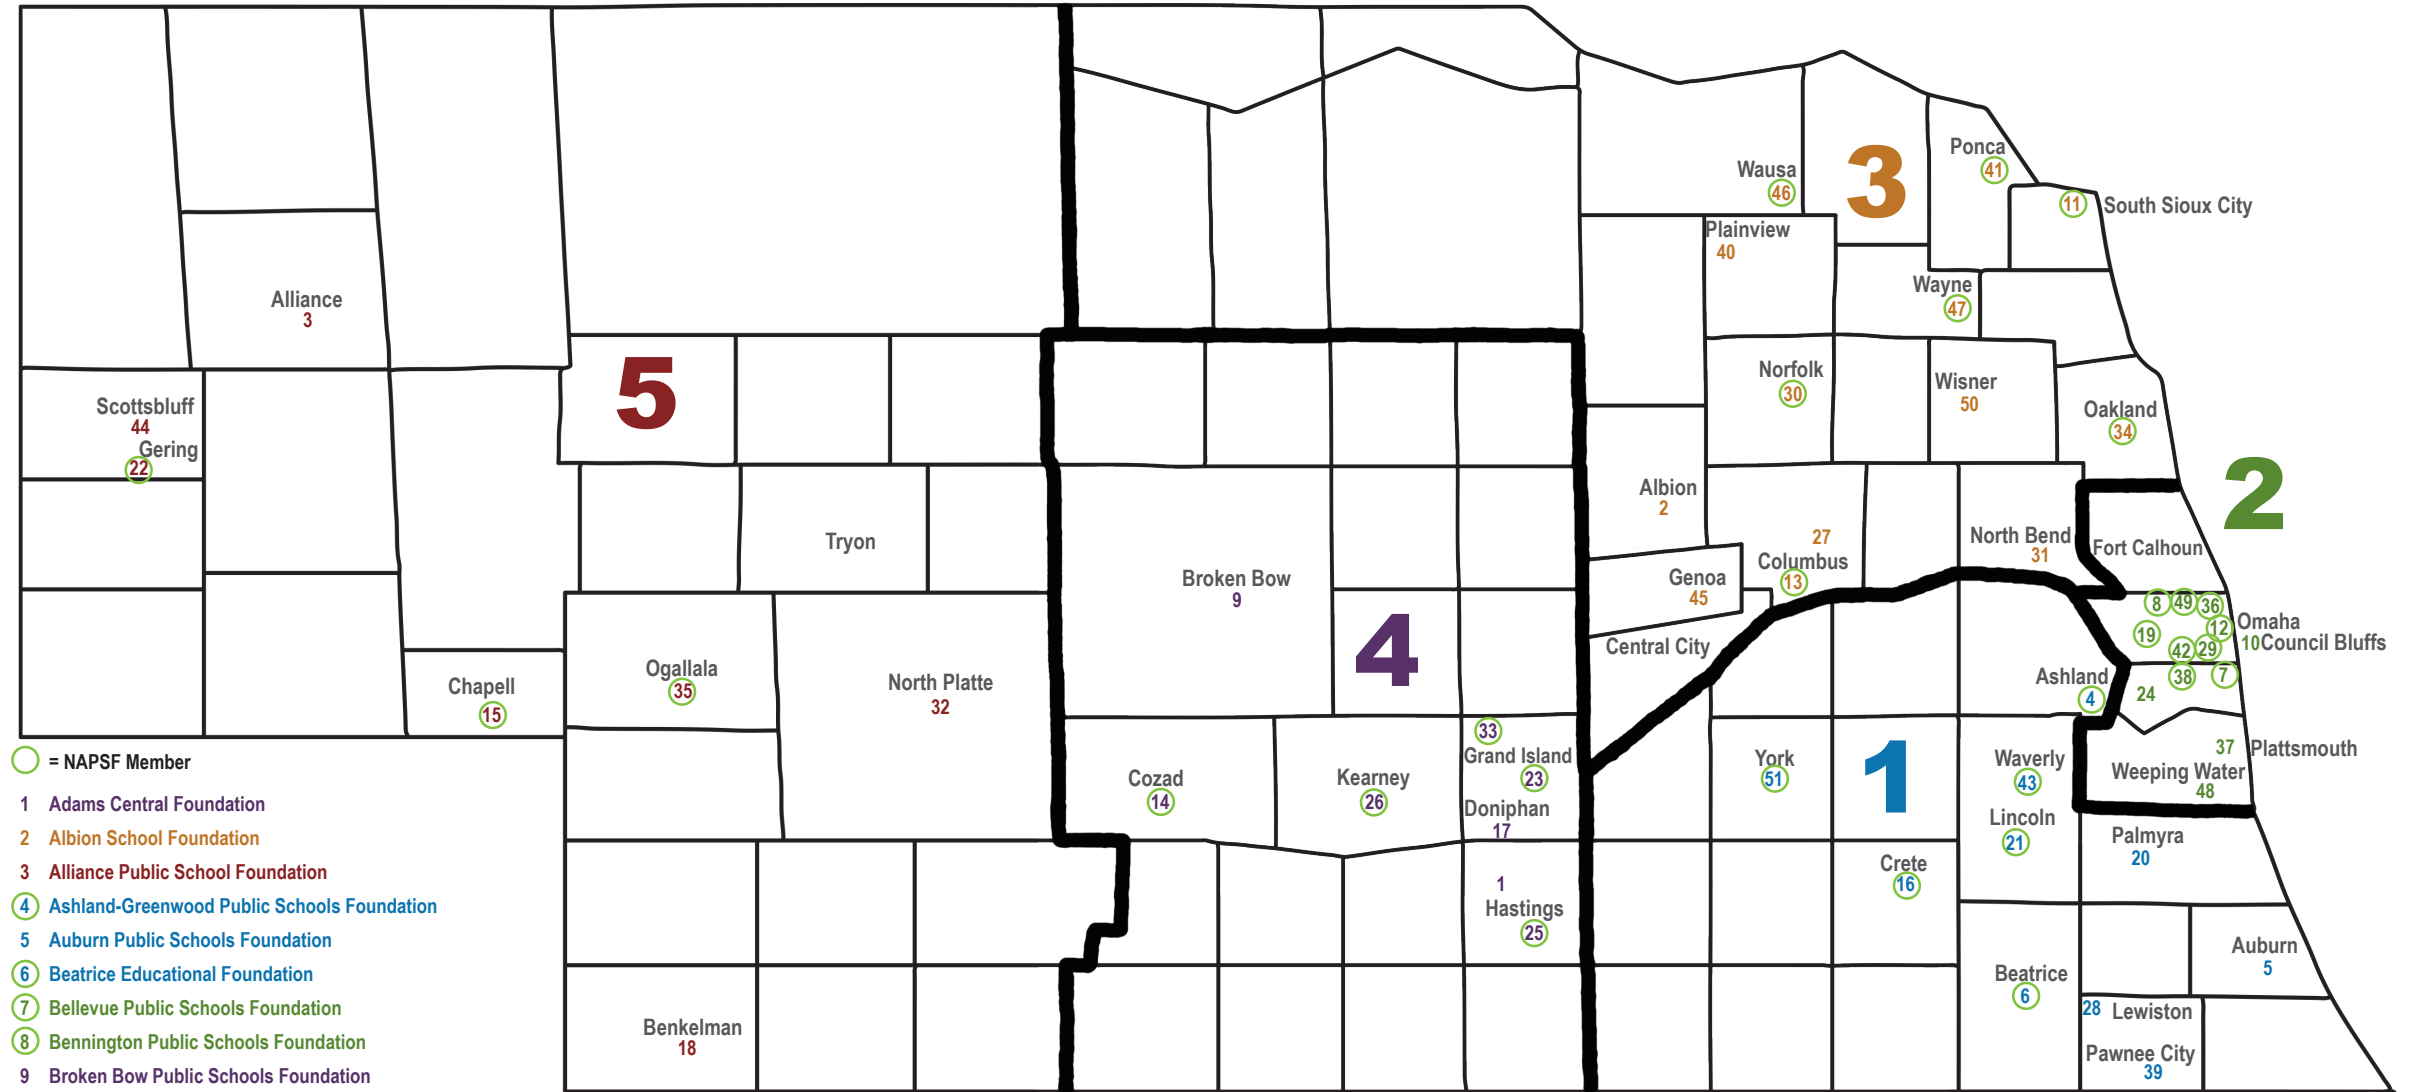 Ponca
41
Wausa
46
3
11 South Sioux City
Plainview
40
Wayne
47
Alliance
3
5
Norfolk
30
Wisner
50
Oakland
34
Scottsbluff
44
Gering
22
2
Albion
2
Tryon
27
Columbus
13
North Bend
31
Fort Calhoun
Broken Bow
9
Genoa
45
8 49 36
19 12 Omaha
10 Council Bluffs
42 29
Central City
4
Ogallala
35
North Platte
32
Chapell
15
Ashland
4
38 7
24
33
Grand Island
23
Cozad
14
Kearney
26
Doniphan
17
York
51
1
Waverly
43
37 Plattsmouth
Weeping Water
48
Lincoln
21
Palmyra
20
Crete
16
1
Hastings
25
Auburn
5
Beatrice
6
28 Lewiston
Pawnee City
39
Benkelman
18
= NAPSF Member
1 Adams Central Foundation
2 Albion School Foundation
3 Alliance Public School Foundation
4 Ashland-Greenwood Public Schools Foundation
5 Auburn Public Schools Foundation
6 Beatrice Educational Foundation
7 Bellevue Public Schools Foundation
8 Bennington Public Schools Foundation
9 Broken Bow Public Schools Foundation